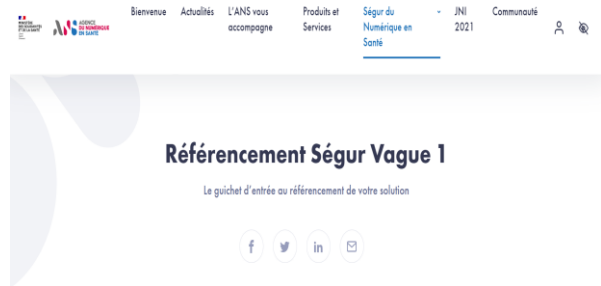 Bienvenue
Actualités
L'ANS vous
accompagne
Produits et
Services
Ségur du
Numérique en
Santé
JNI
2021
Communauté
AGENCE
DU NUMÉRIQUE
EN SANTÉ
Référencement Ségur Vague 1
Le guichet d'entrée au référencement de votre solution